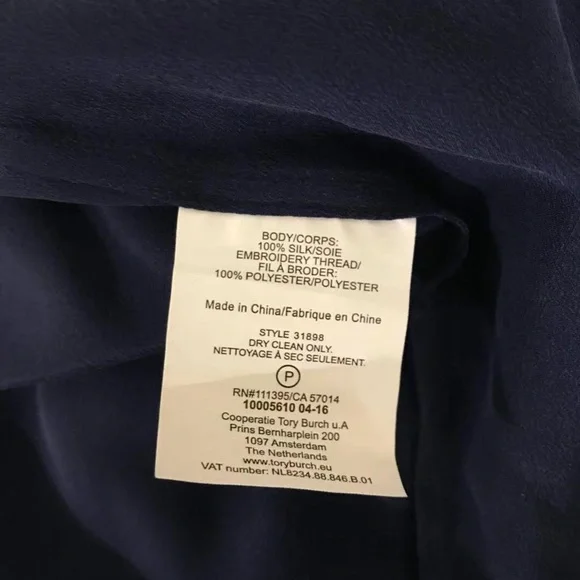 BODY/CORPS:
100% SILK/SOIE
EMBROIDERY THREAD/
FIL À BRODER:
100% POLYESTER/POLYESTER
Made in China/Fabrique en Chine
STYLE 31898
DRY CLEAN ONLY.
NETTOYAGE À SEC SEULEMENT.
P
RN#111395/CA 57014
10005610 04-16
Cooperatie Tory Burch u.A
Prins Bernharplein 200
1097 Amsterdam
The Netherlands
www.toryburch.eu
VAT number: NL8234.88.846.B.01